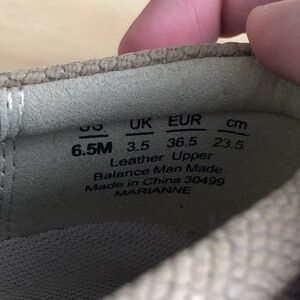 US UK EUR cm
6.5M 3.5 36.5 23.5
Leather Upper
Balance Man Made
Made in China 30499
MARIANNE